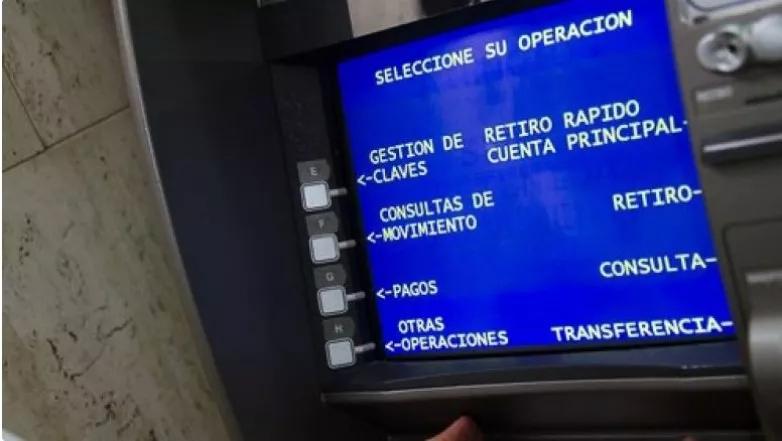 SELECCIONE SU OPERACION
GESTION DE
<-CLAVES
RETIRO RAPIDO
CUENTA PRINCIPAL-
E
CONSULTAS DE
<-MOVIMIENTO
RETIRO-
F
<-PAGOS
CONSULTA-
G
OTRAS
<-OPERACIONES
TRANSFERENCIA-
H